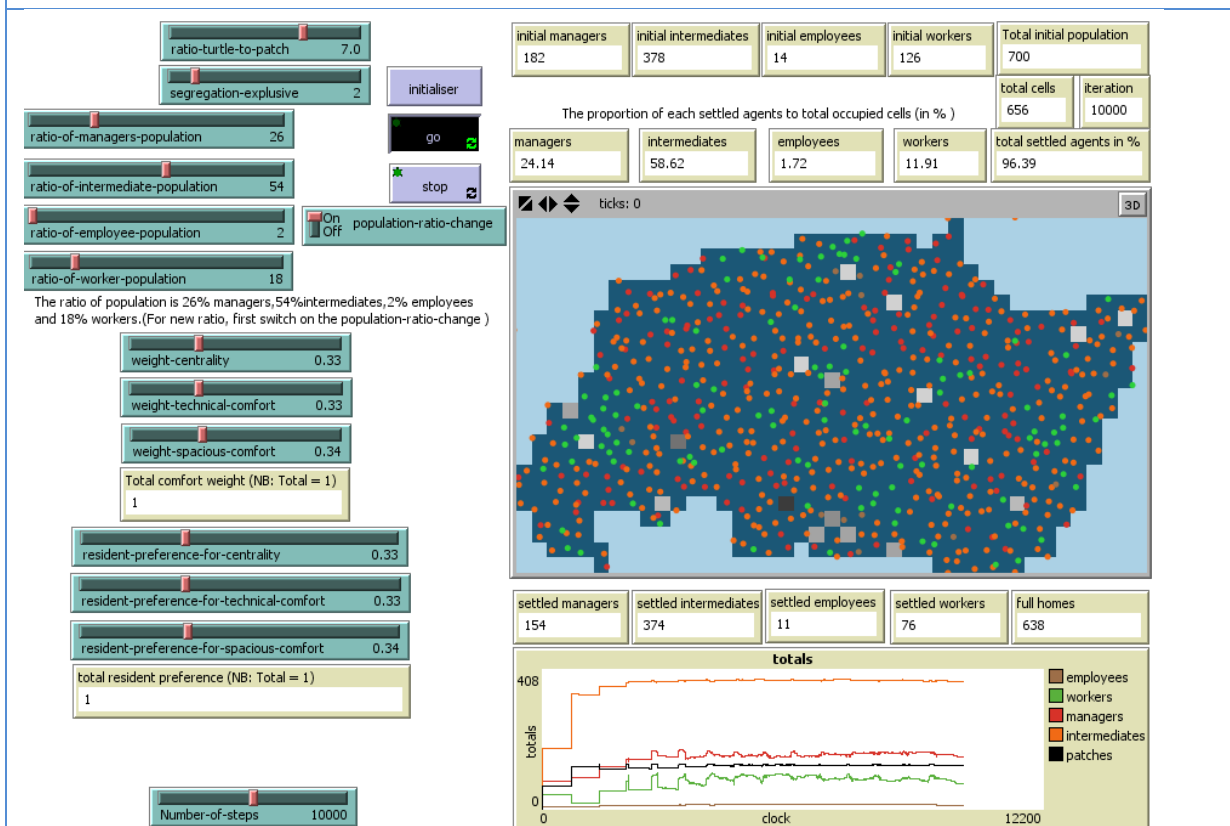 ratio-turtle-to-patch 7.0
segregation-explusive 2
initialiser
ratio-of-managers-population 26
go
ratio-of-intermediate-population 54
stop
ratio-of-employee-population 2
On
Off
population-ratio-change
ratio-of-worker-population 18
The ratio of population is 26% managers,54%intermediates,2% employees
and 18% workers.(For new ratio, first switch on the population-ratio-change )
weight-centrality 0.33
weight-technical-comfort 0.33
weight-spacious-comfort 0.34
Total comfort weight (NB: Total = 1)
1
resident-preference-for-centrality 0.33
resident-preference-for-technical-comfort 0.33
resident-preference-for-spacious-comfort 0.34
total resident preference (NB: Total = 1)
1
Number-of-steps 10000
initial managers initial intermediates initial employees initial workers Total initial population
182 378 14 126 700
total cells iteration
656 10000
The proportion of each settled agents to total occupied cells (in % )
managers intermediates employees workers total settled agents in %
24.14 58.62 1.72 11.91 96.39
ticks: 0 3D
settled managers settled intermediates settled employees settled workers full homes
154 374 11 76 638
totals
408
totals
0
0 clock 12200
employees
workers
managers
intermediates
patches